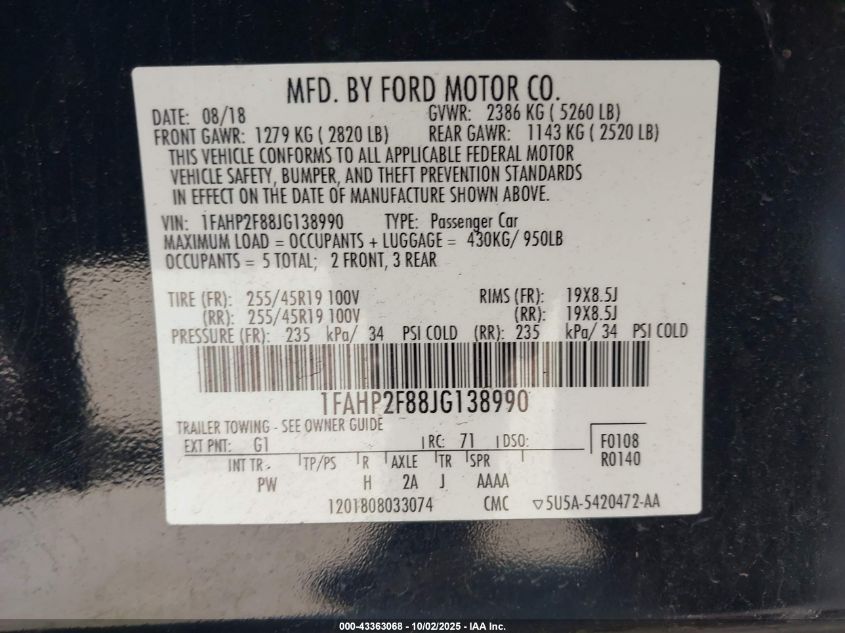 MFD. BY FORD MOTOR CO.
DATE: 08/18 GVWR: 2386 KG ( 5260 LB)
FRONT GAWR: 1279 KG ( 2820 LB) REAR GAWR: 1143 KG ( 2520 LB)
THIS VEHICLE CONFORMS TO ALL APPLICABLE FEDERAL MOTOR
VEHICLE SAFETY, BUMPER, AND THEFT PREVENTION STANDARDS
IN EFFECT ON THE DATE OF MANUFACTURE SHOWN ABOVE.
VIN: 1FAHP2F88JG138990 TYPE: Passenger Car
MAXIMUM LOAD = OCCUPANTS + LUGGAGE = 430KG/ 950LB
OCCUPANTS = 5 TOTAL; 2 FRONT, 3 REAR
TIRE (FR): 255/45R19 100V RIMS (FR): 19X8.5J
(RR): 255/45R19 100V (RR): 19X8.5J
PRESSURE (FR): 235 kPa/ 34 PSI COLD (RR): 235 kPa/ 34 PSI COLD
1FAHP2F88JG138990
TRAILER TOWING - SEE OWNER GUIDE
EXT PNT: G1 RC: 71 DSO: F0108
INT TR TP/PS R AXLE TR SPR R0140
PW H 2A J AAAA
1201808033074 CMC ▽5U5A-5420472-AA
000-43363068 - 10/02/2025 - IAA Inc.